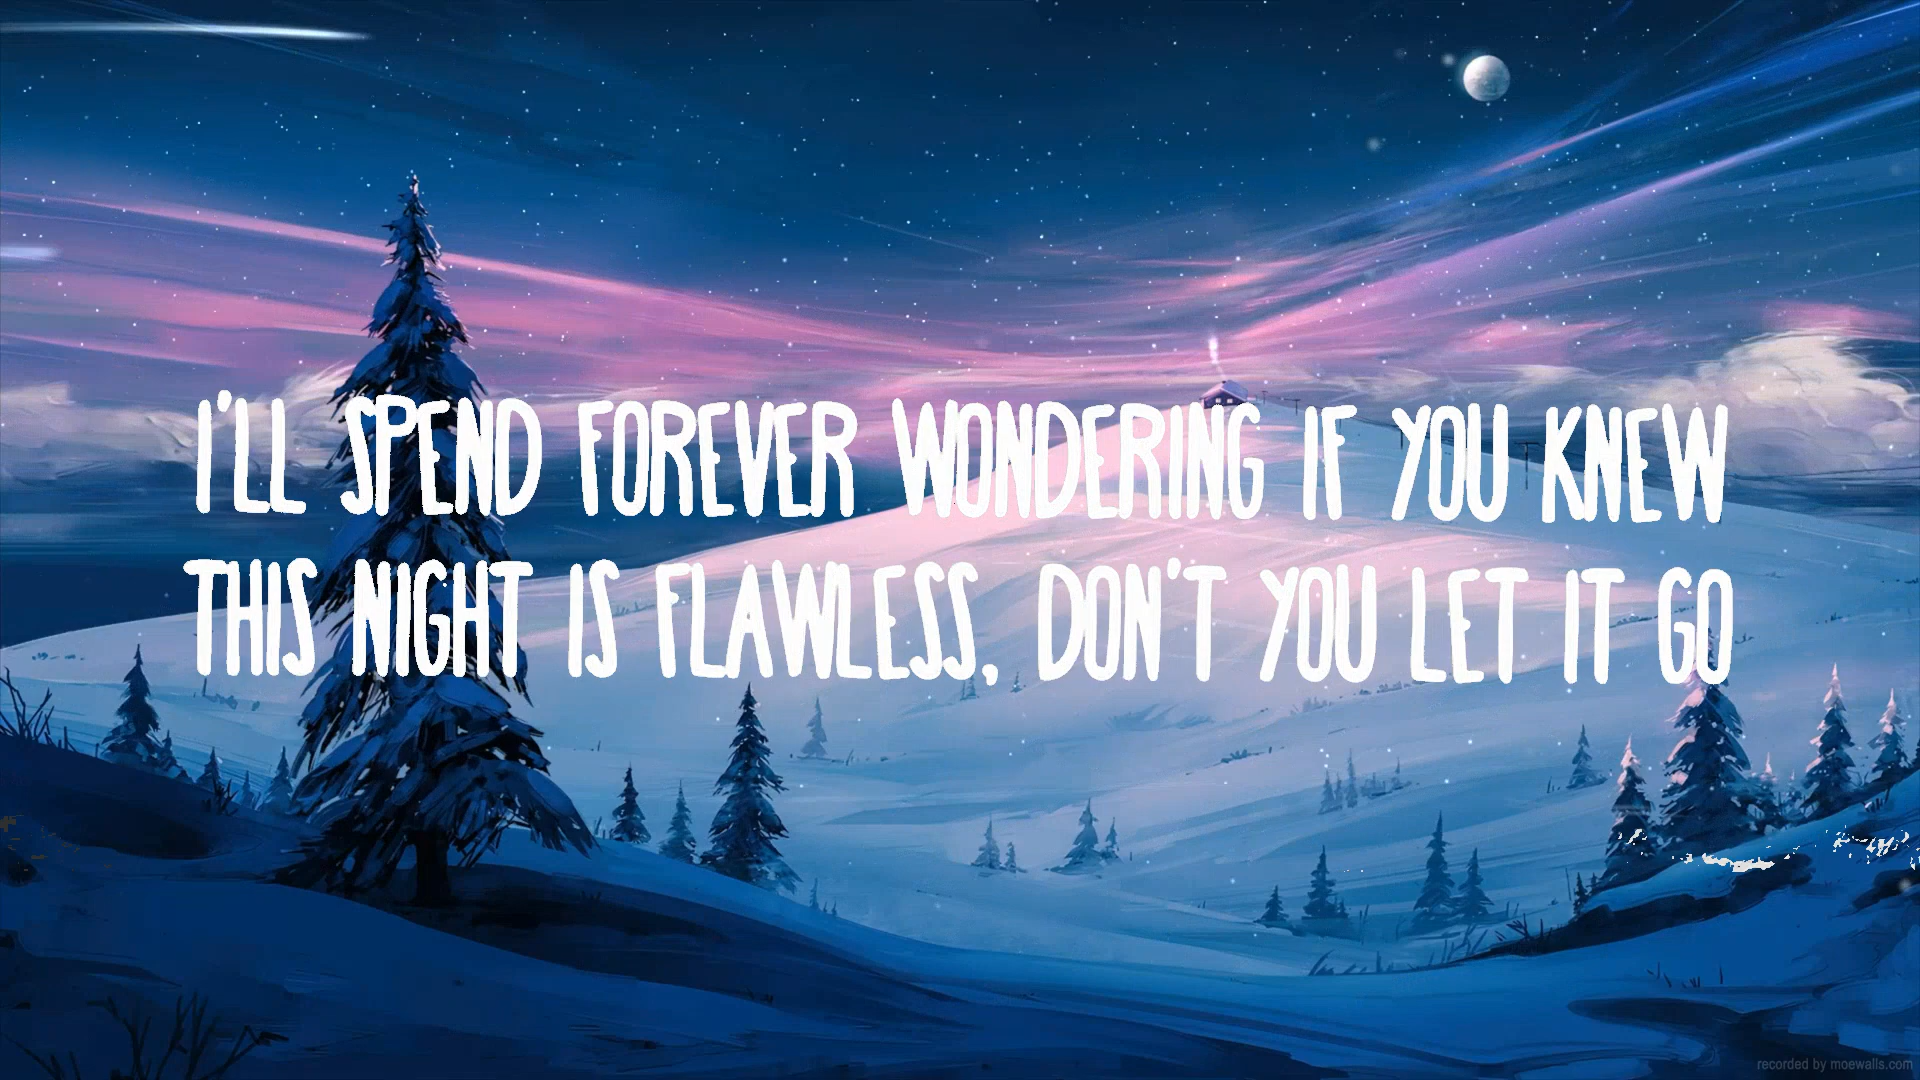 I'LL SPEND FOREVER WONDERING IF YOU KNEW
THIS NIGHT IS FLAWLESS, DON'T YOU LET IT GO
recorded by moewalls.com